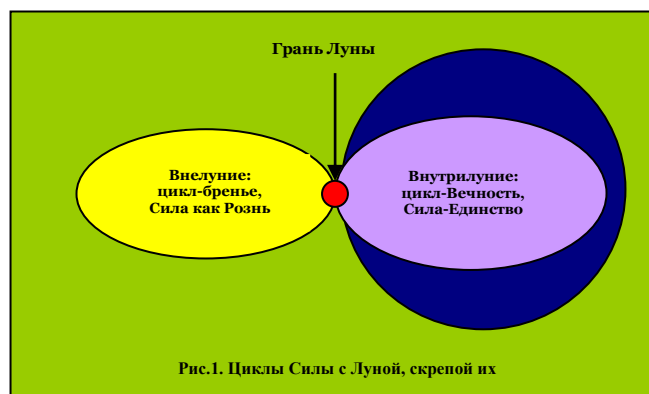 Грань Луны
Внелуние:
цикл-бренье,
Сила как Рознь
Внутрилуние:
цикл-Вечность,
Сила-Единство
Рис.1. Циклы Силы с Луной, скрепой их